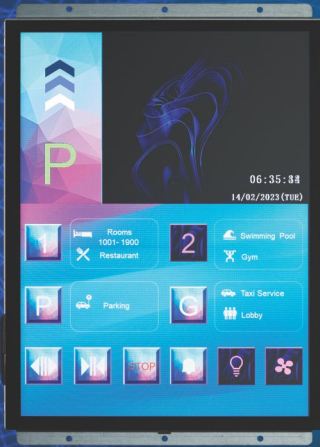 P
06:35:34
14/02/2023(TUE)
1
Rooms
1001- 1900
Restaurant
2
Swimming Pool
Gym
P
Parking
G
Taxi Service
Lobby
STOP